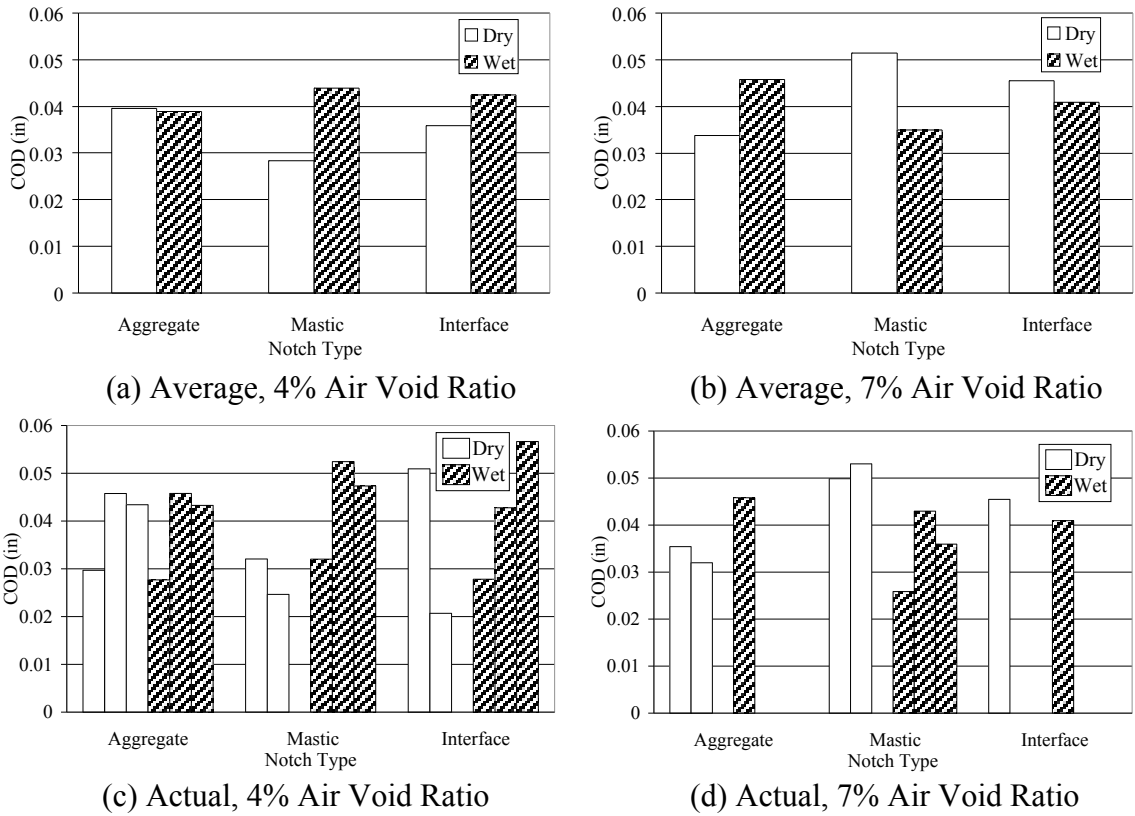 0.06
0.05
0.04
0.03
0.02
0.01
0
COD (in)
Dry
Wet
Aggregate Mastic Interface
Notch Type
(a) Average, 4% Air Void Ratio
0.06
0.05
0.04
0.03
0.02
0.01
0
COD (in)
Dry
Wet
Aggregate Mastic Interface
Notch Type
(b) Average, 7% Air Void Ratio
0.06
0.05
0.04
0.03
0.02
0.01
0
COD (in)
Dry
Wet
Aggregate Mastic Interface
Notch Type
(c) Actual, 4% Air Void Ratio
0.06
0.05
0.04
0.03
0.02
0.01
0
COD (in)
Dry
Wet
Aggregate Mastic Interface
Notch Type
(d) Actual, 7% Air Void Ratio